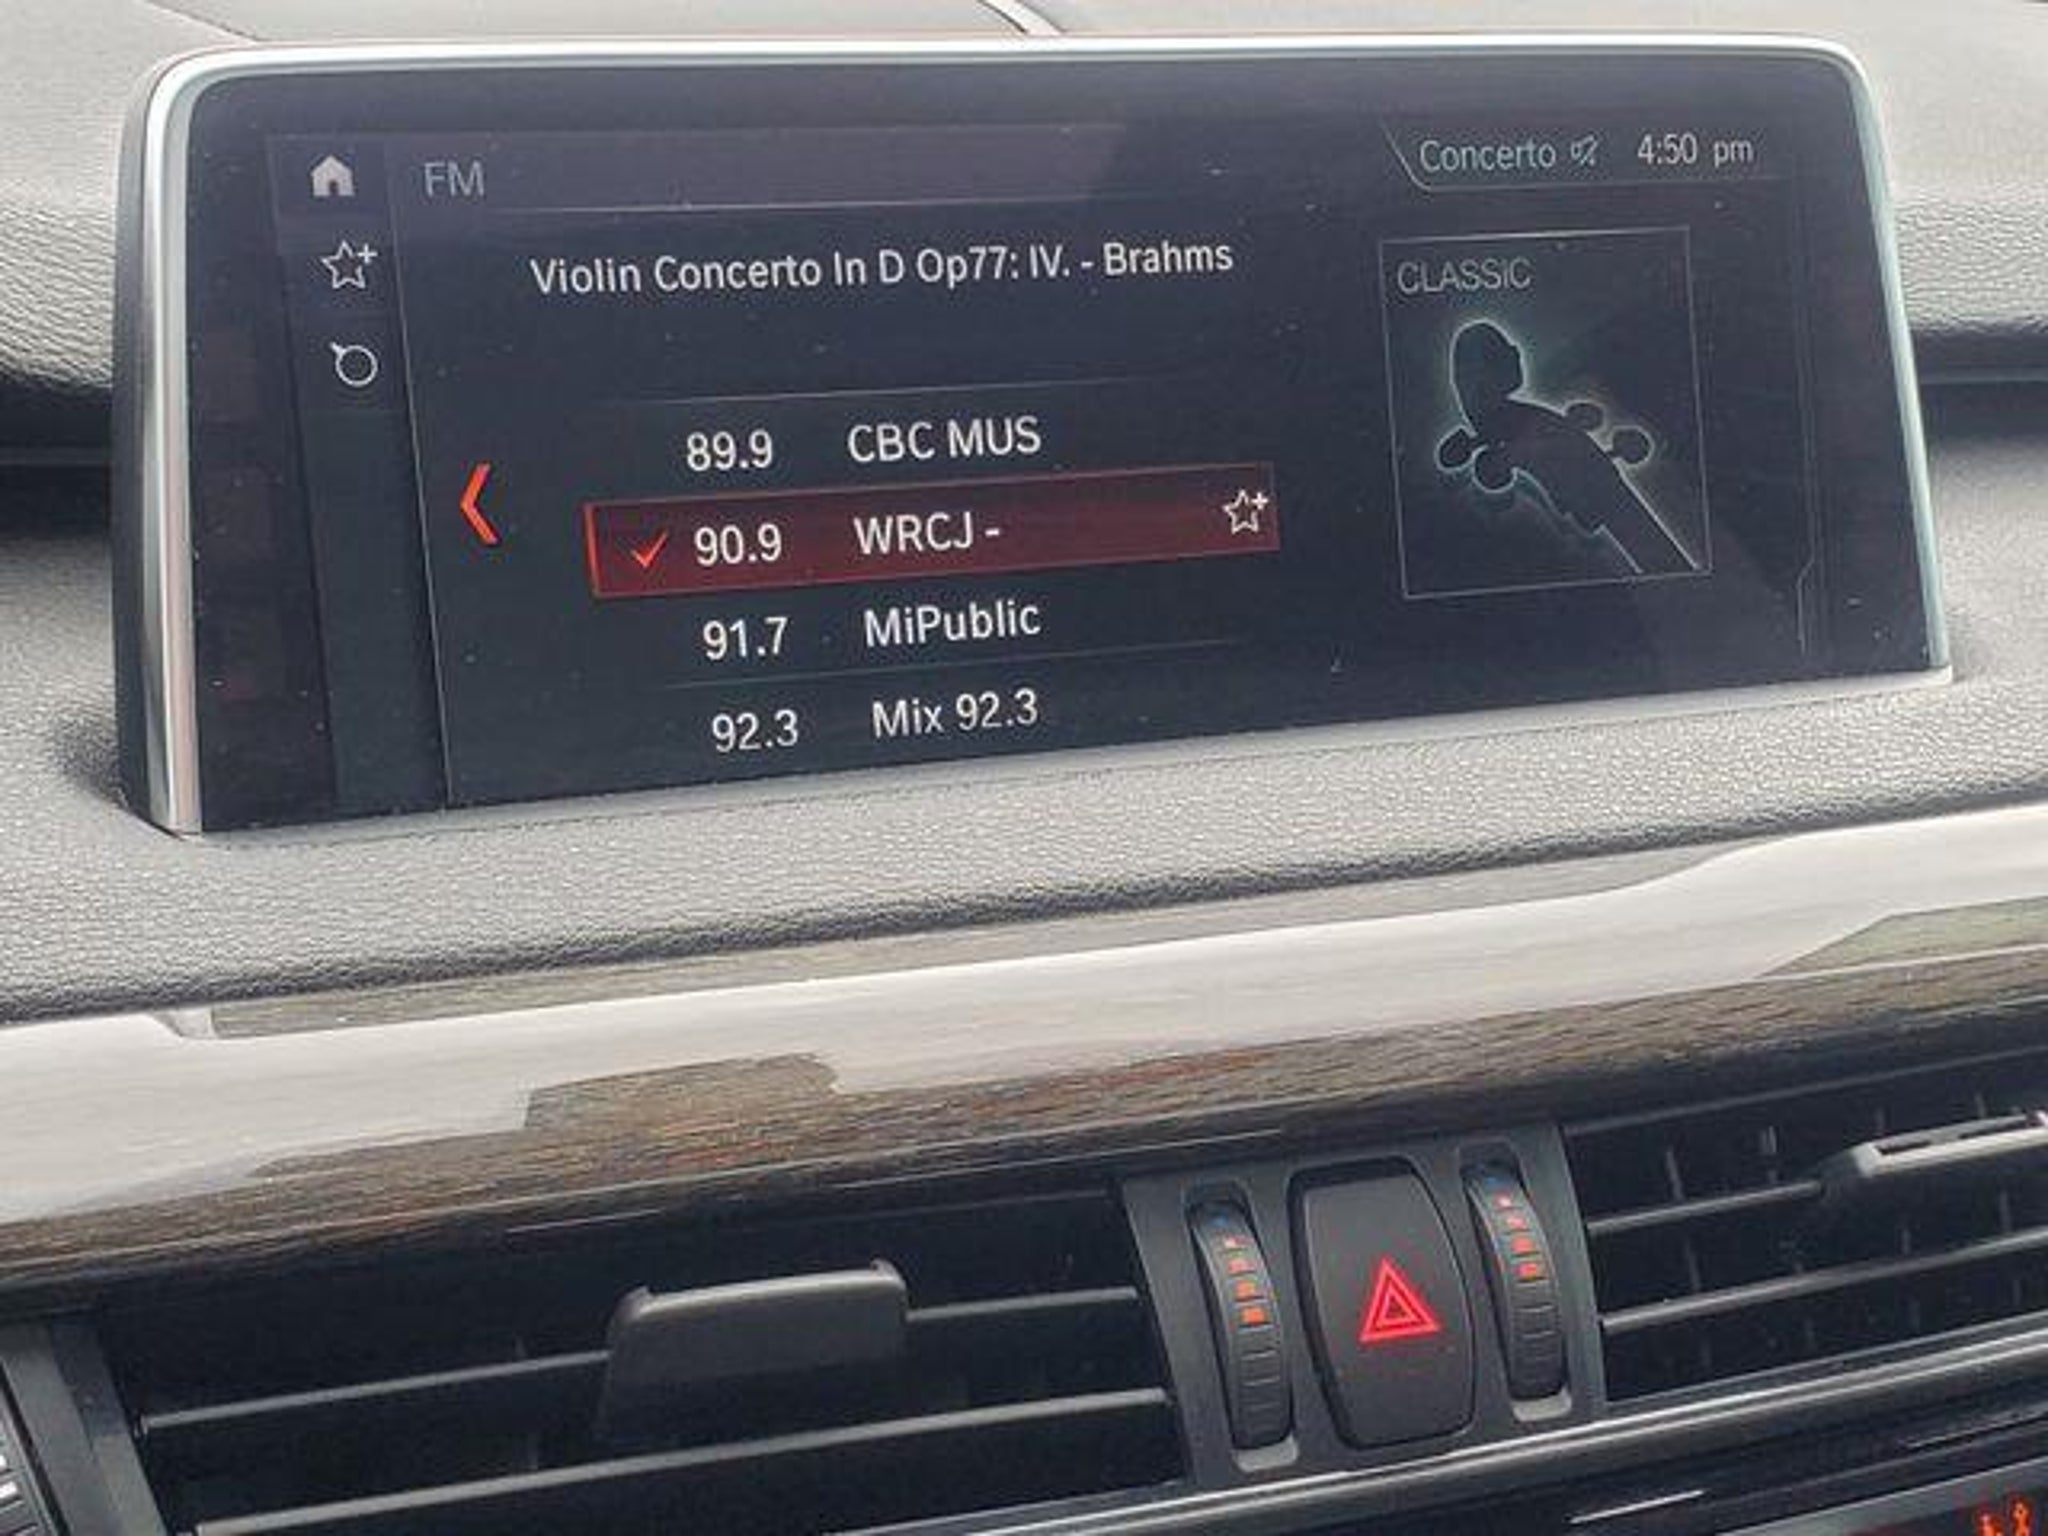 FM
Concerto 4:50 pm
Violin Concerto In D Op77: IV. - Brahms
CLASSIC
89.9 CBC MUS
90.9 WRCJ -
91.7 MiPublic
92.3 Mix 92.3